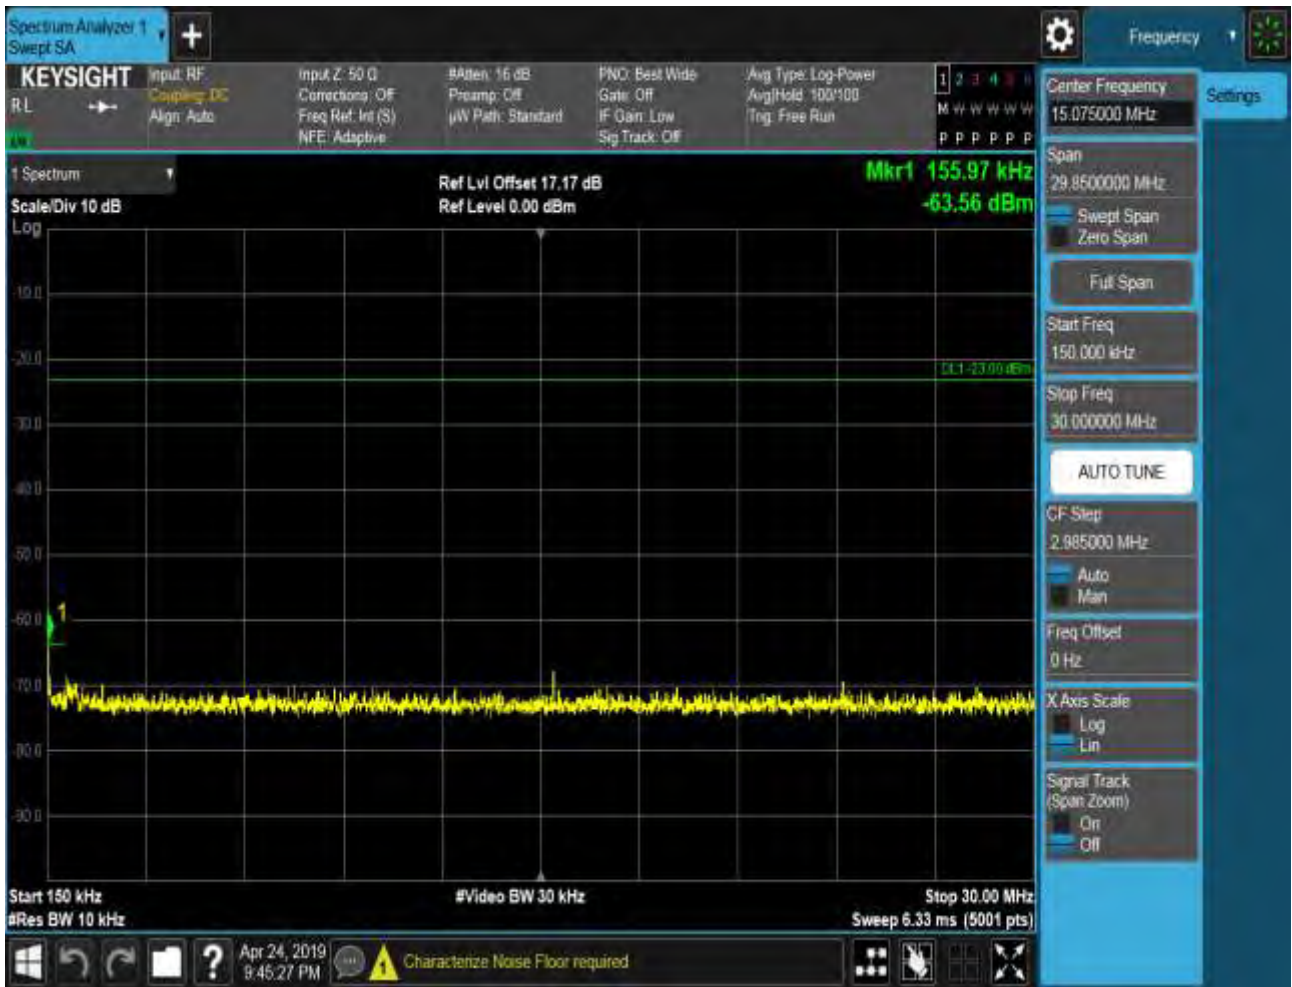 Spectrum Analyzer 1
Swept SA
+
Frequency
KEYSIGHT
RL
Input: RF
Coupling: DC
Align: Auto
Input Z: 50 Ω
Corrections: Off
Freq Ref: Int (S)
NFE: Adaptive
#Atten: 16 dB
Preamp: Off
µW Path: Standard
PNO: Best Wide
Gate: Off
IF Gain: Low
Sig Track: Off
Avg Type: Log-Power
Avg|Hold: 100/100
Trig: Free Run
1 2 3 4 5 6
M W W W W W
P P P P P P
Center Frequency
15.075000 MHz
Settings
Span
29.8500000 MHz
Swept Span
Zero Span
Full Span
Start Freq
150.000 kHz
Stop Freq
30.000000 MHz
AUTO TUNE
CF Step
2.985000 MHz
Auto
Man
Freq Offset
0 Hz
X Axis Scale
Log
Lin
Signal Track
(Span Zoom)
On
Off
1 Spectrum
Scale/Div 10 dB
Log
Ref Lvl Offset 17.17 dB
Ref Level 0.00 dBm
Mkr1 155.97 kHz
-63.56 dBm
-10.0
-20.0
DL1 -23.00 dBm
-30.0
-40.0
-50.0
-60.0
1
-70.0
-80.0
-90.0
Start 150 kHz
#Video BW 30 kHz
Stop 30.00 MHz
#Res BW 10 kHz
Sweep 6.33 ms (5001 pts)
?
Apr 24, 2019
9:45:27 PM
Characterize Noise Floor required